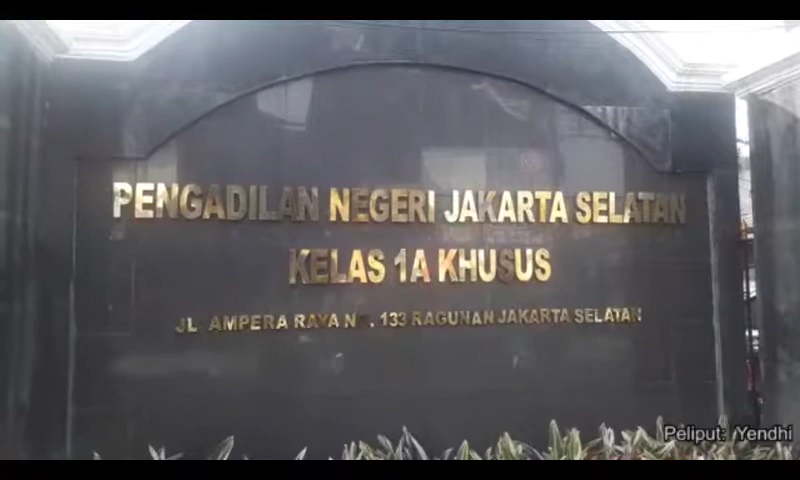 PENGADILAN NEGERI JAKARTA SELATAN
KELAS 1A KHUSUS
JL AMPERA RAYA N . 133 RAGUNAN JAKARTA SELATAN
Peliput: Yendhi